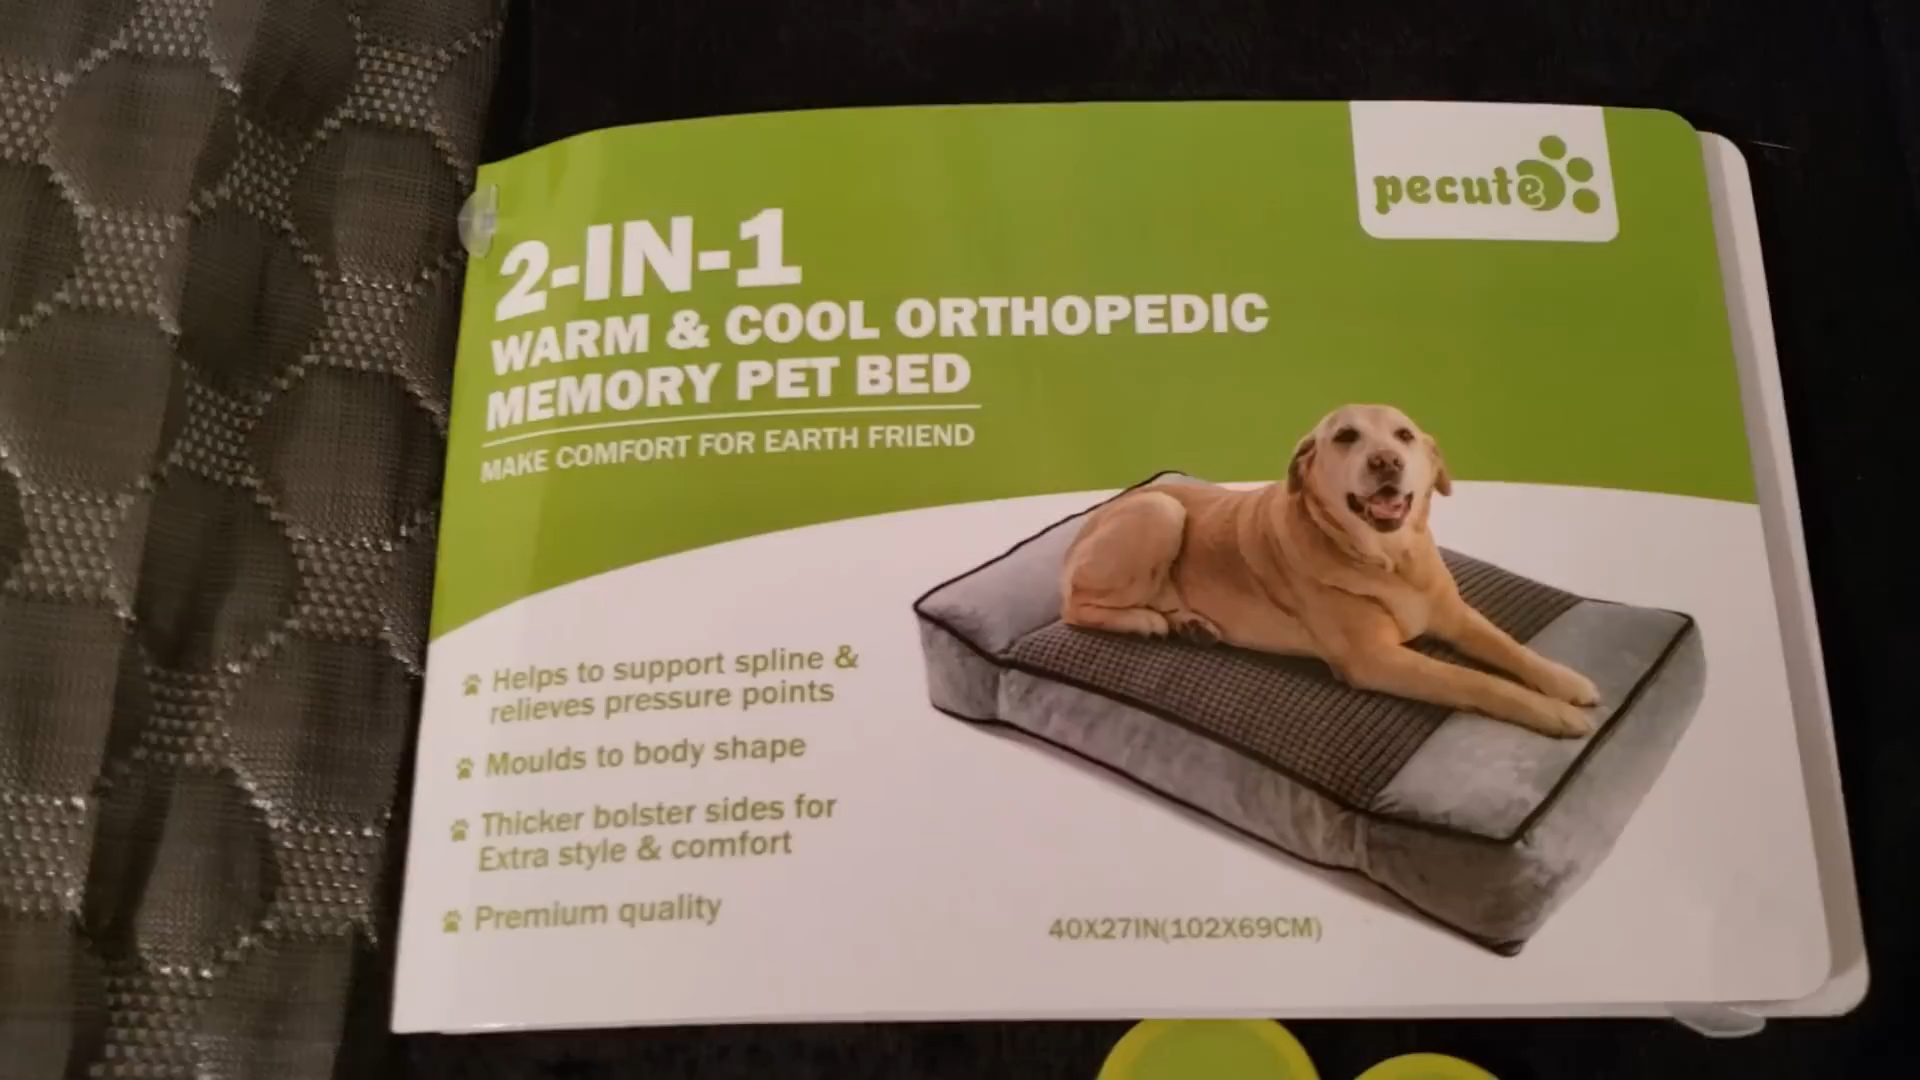 pecute
2-IN-1
WARM & COOL ORTHOPEDIC
MEMORY PET BED
MAKE COMFORT FOR EARTH FRIEND
Helps to support spline &
relieves pressure points
Moulds to body shape
Thicker bolster sides for
Extra style & comfort
Premium quality
40X27IN(102X69CM)